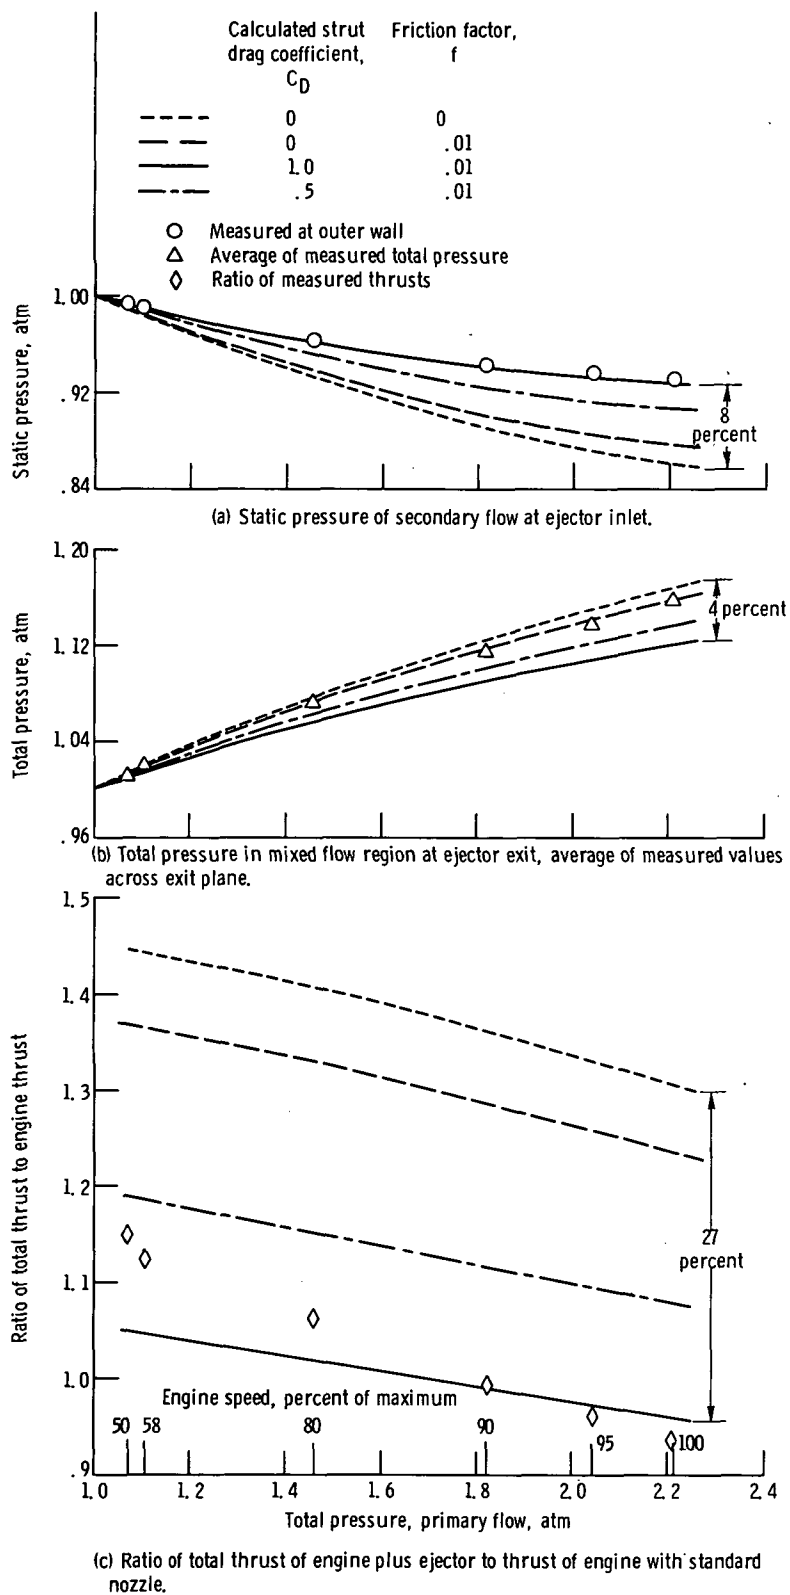 Calculated strut Friction factor,
drag coefficient, f
C_D
0 0
0 .01
1.0 .01
.5 .01
Measured at outer wall
Average of measured total pressure
Ratio of measured thrusts
Static pressure, atm
1.00
.92
.84
8
percent
(a) Static pressure of secondary flow at ejector inlet.
Total pressure, atm
1.20
1.12
1.04
.96
4 percent
(b) Total pressure in mixed flow region at ejector exit, average of measured values
across exit plane.
Ratio of total thrust to engine thrust
1.5
1.4
1.3
1.2
1.1
1.0
.9
27
percent
Engine speed, percent of maximum
50 58 80 90 95 100
1.0 1.2 1.4 1.6 1.8 2.0 2.2 2.4
Total pressure, primary flow, atm
(c) Ratio of total thrust of engine plus ejector to thrust of engine with standard
nozzle.